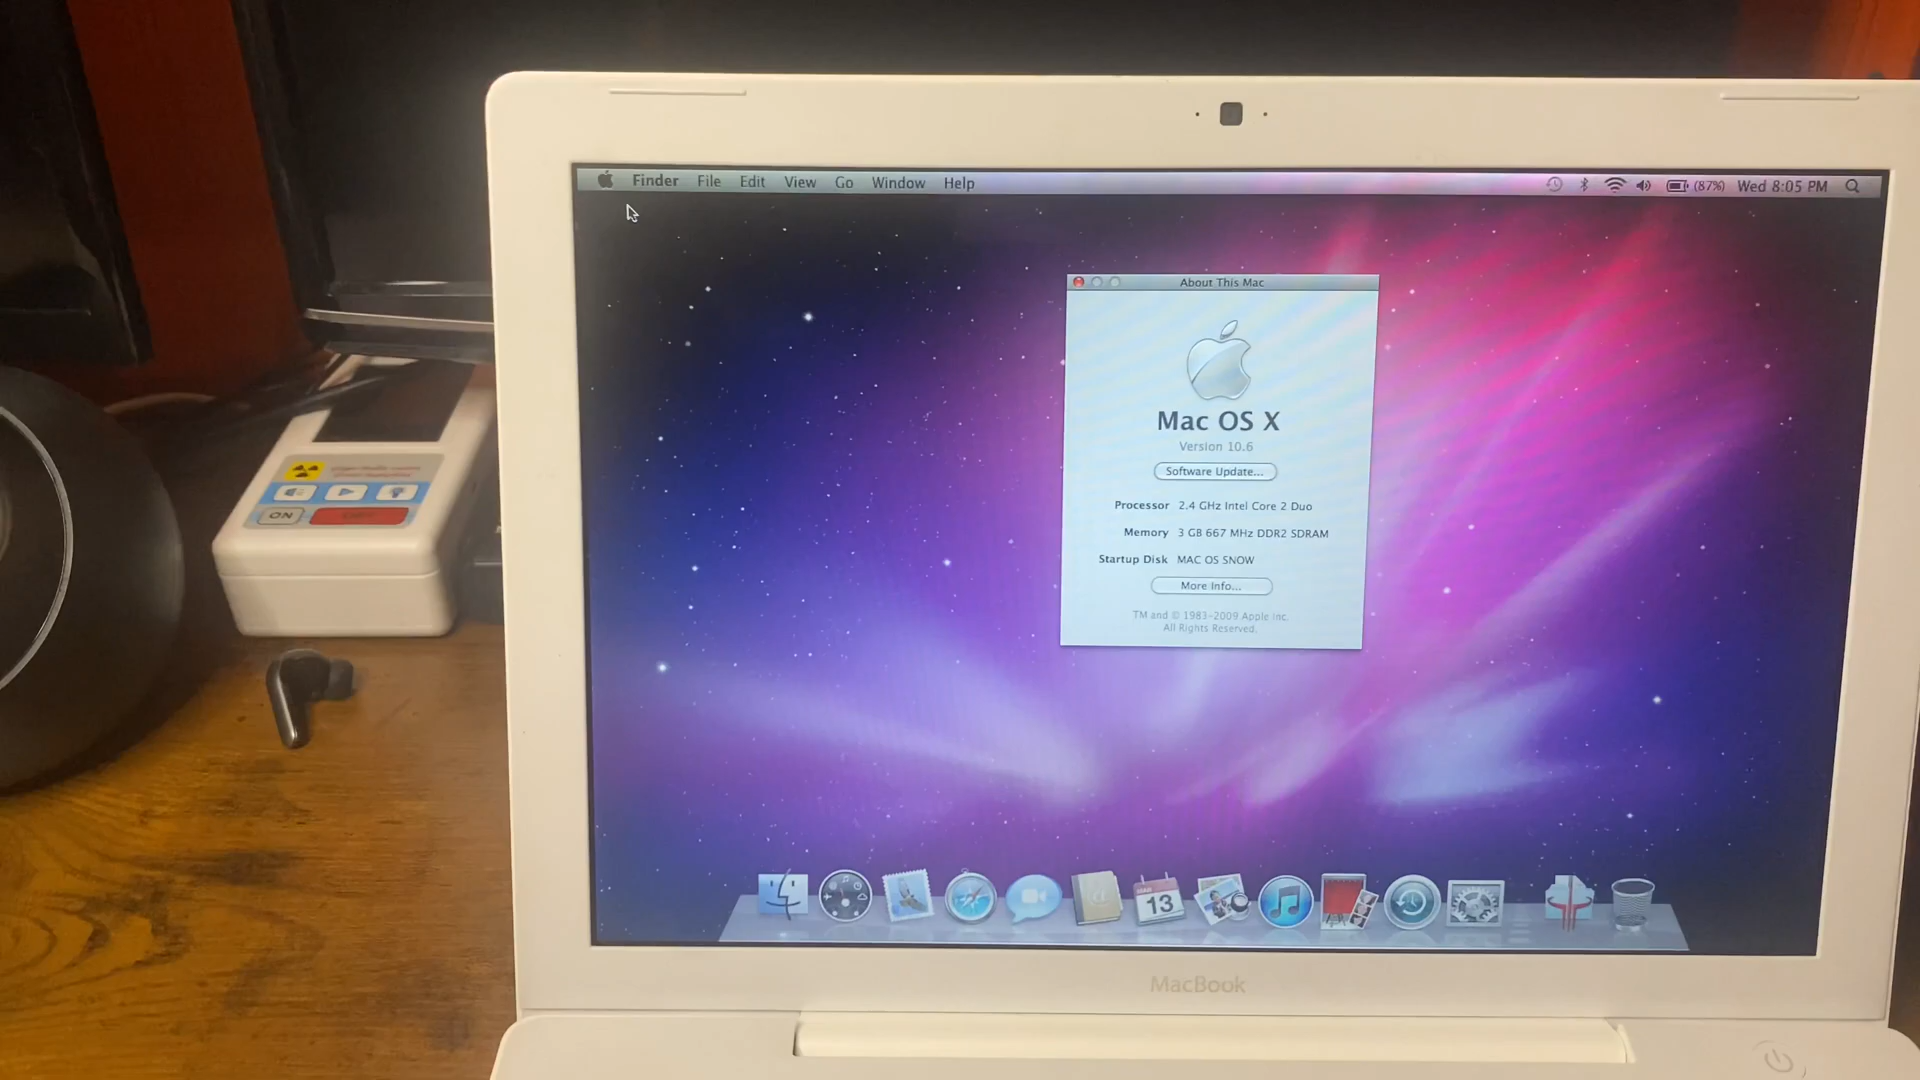 Finder File Edit View Go Window Help
(87%) Wed 8:05 PM
About This Mac
Mac OS X
Version 10.6
Software Update...
Processor 2.4 GHz Intel Core 2 Duo
Memory 3 GB 667 MHz DDR2 SDRAM
Startup Disk MAC OS SNOW
More Info...
TM and © 1983-2009 Apple Inc.
All Rights Reserved.
ON
13
MacBook